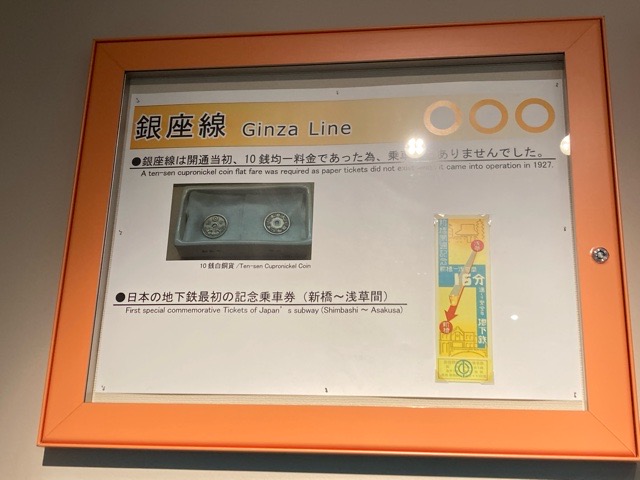 銀座線 Ginza Line
●銀座線は開通当初、10銭均一料金であった為、乗 ありませんでした。
A ten-sen cupronickel coin flat fare was required as paper tickets did not it came into operation in 1927.
10銭白銅貨 /Ten-sen Cupronickel Coin
●日本の地下鉄最初の記念乗車券（新橋～浅草間）
First special commemorative Tickets of Japan's subway (Shimbashi ～ Asakusa)
16分
地下鉄